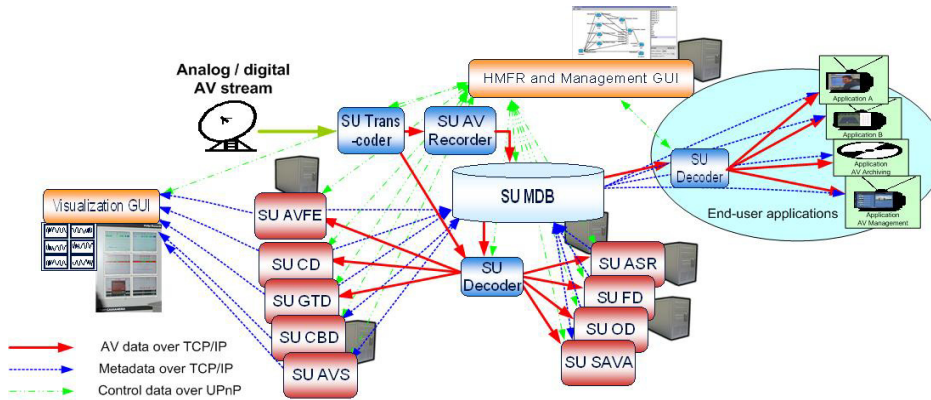 Analog / digital
AV stream
HMFR and Management GUI
SU Trans
-coder
SU AV
Recorder
SU MDB
SU
Decoder
Application A
Application B
Application
AV Archiving
Application
AV Management
End-user applications
Visualization GUI
SU AVFE
SU CD
SU GTD
SU CBD
SU AVS
SU
Decoder
SU ASR
SU FD
SU OD
SU SAVA
AV data over TCP/IP
Metadata over TCP/IP
Control data over UPnP